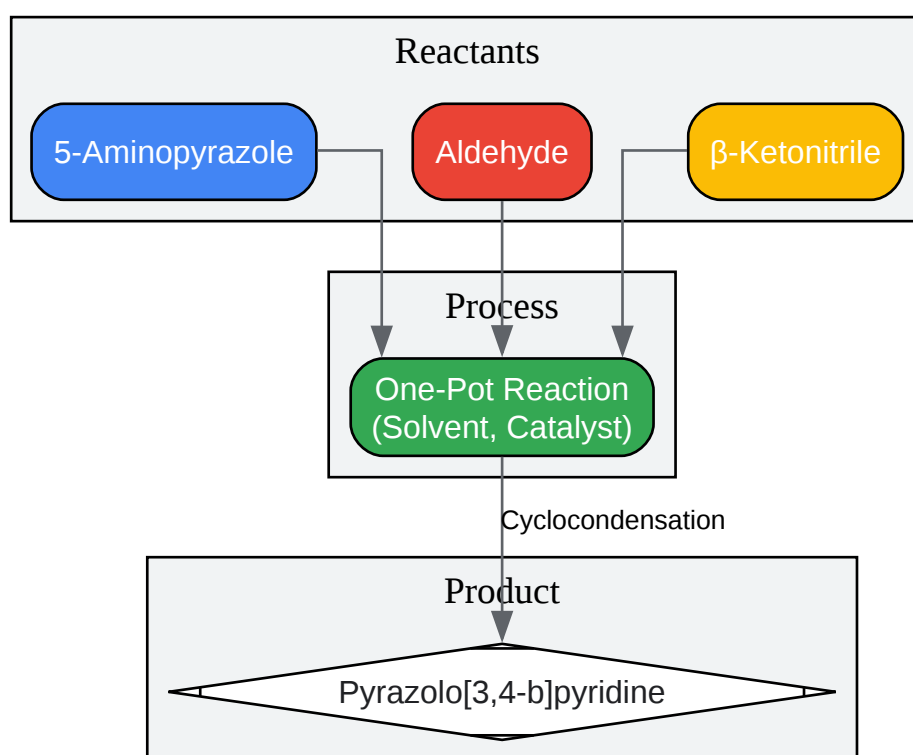 Reactants
5-Aminopyrazole
Aldehyde
β-Ketonitrile
Process
One-Pot Reaction
(Solvent, Catalyst)
Cyclocondensation
Product
Pyrazolo[3,4-b]pyridine